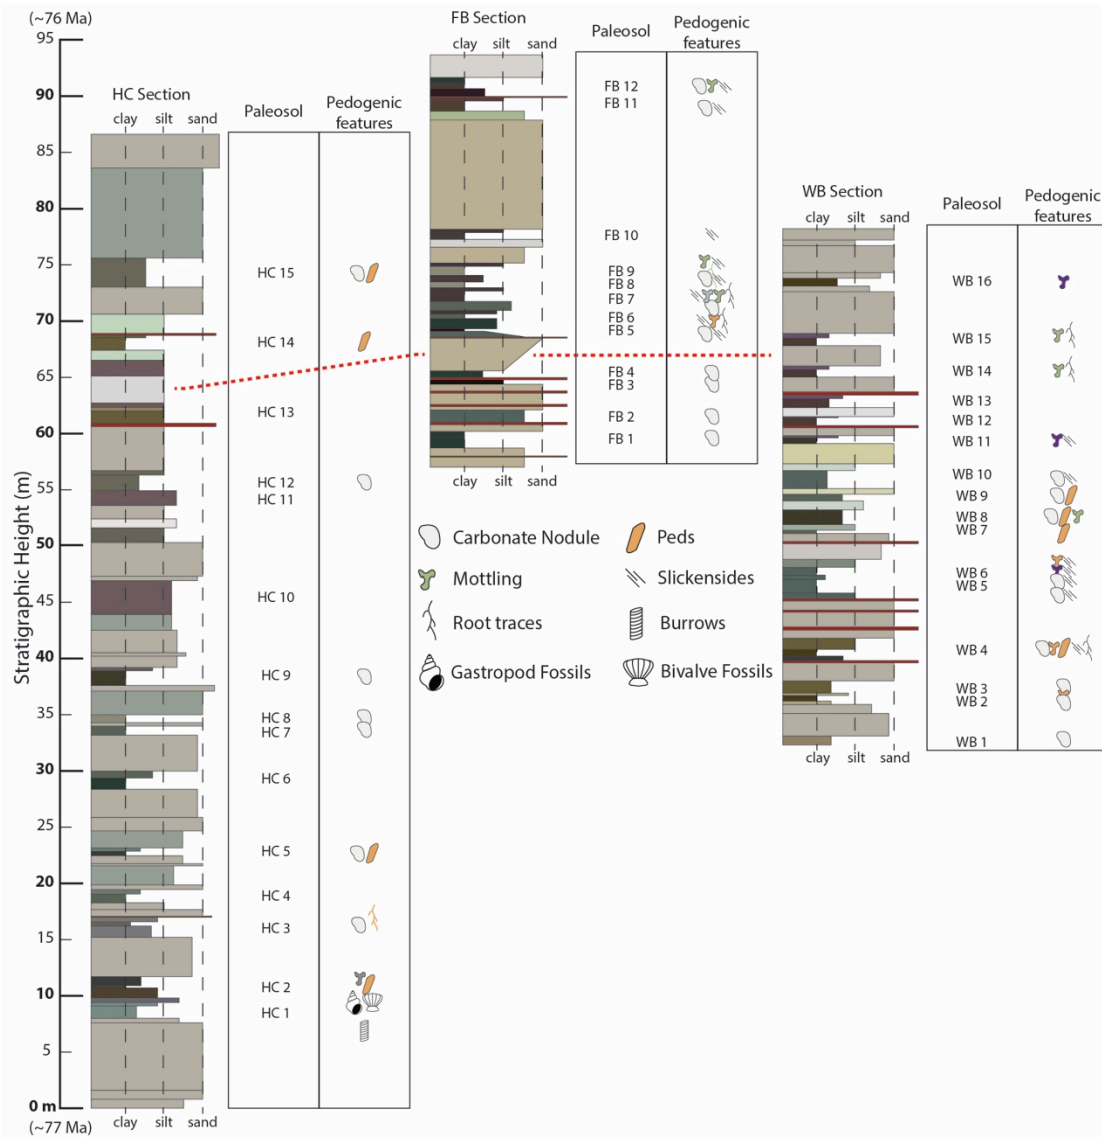 (~76 Ma)
95
90
85
80
75
70
65
60
55
50
45
40
35
30
25
20
15
10
5
0 m
(~77 Ma)
Stratigraphic Height (m)
HC Section
clay silt sand
Paleosol
Pedogenic
features
HC 15
HC 14
HC 13
HC 12
HC 11
HC 10
HC 9
HC 8
HC 7
HC 6
HC 5
HC 4
HC 3
HC 2
HC 1
clay silt sand
FB Section
clay silt sand
Paleosol
Pedogenic
features
FB 12
FB 11
FB 10
FB 9
FB 8
FB 7
FB 6
FB 5
FB 4
FB 3
FB 2
FB 1
clay silt sand
WB Section
clay silt sand
Paleosol
Pedogenic
features
WB 16
WB 15
WB 14
WB 13
WB 12
WB 11
WB 10
WB 9
WB 8
WB 7
WB 6
WB 5
WB 4
WB 3
WB 2
WB 1
clay silt sand
Carbonate Nodule
Peds
Mottling
Slickensides
Root traces
Burrows
Gastropod Fossils
Bivalve Fossils